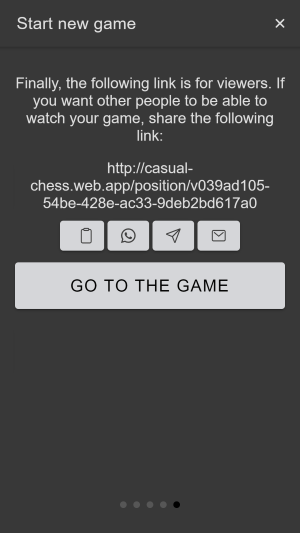 Start new game
Finally, the following link is for viewers. If
you want other people to be able to
watch your game, share the following
link:
http://casual-
chess.web.app/position/v039ad105-
54be-428e-ac33-9deb2bd617a0
GO TO THE GAME